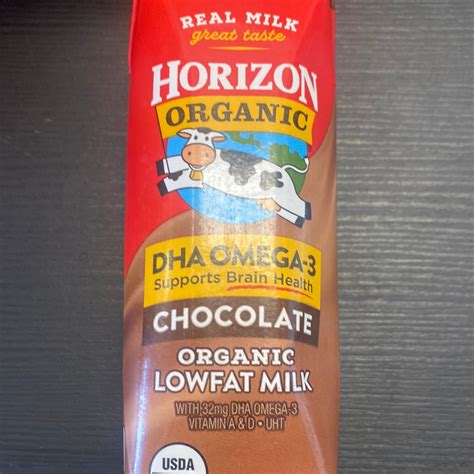 REAL MILK
great taste
HORIZON
ORGANIC
DHA OMEGA-3
Supports Brain Health
CHOCOLATE
ORGANIC
LOWFAT MILK
WITH 32mg DHA OMEGA-3
VITAMIN A & D • UHT
USDA